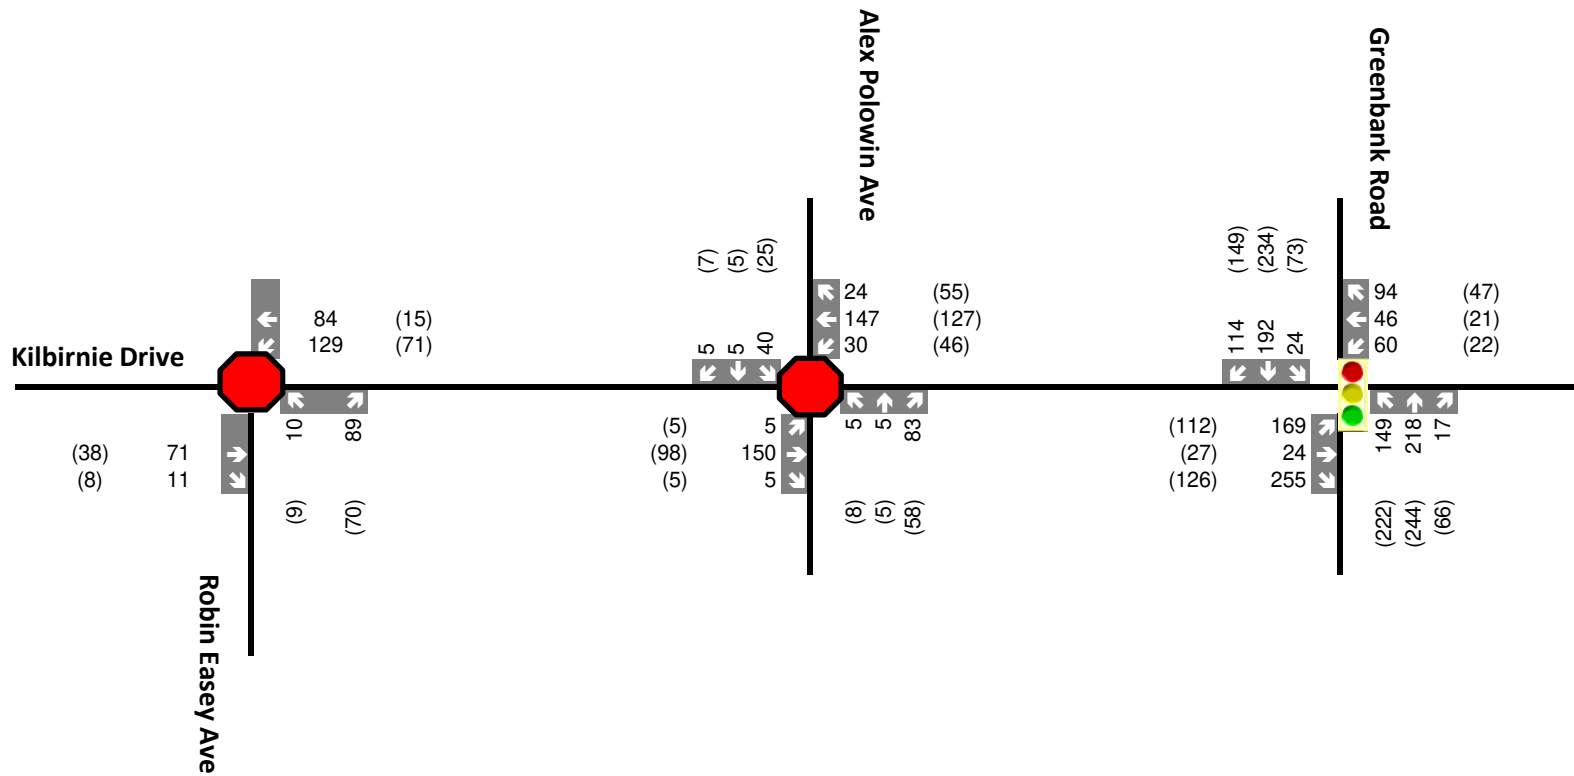 Alex Polowin Ave
Greenbank Road
Kilbirnie Drive
Robin Easey Ave
84 (15)
129 (71)
(38) 71
(8) 11
10 89
(9) (70)
(7) (5) (25)
5 5 40
24 (55)
147 (127)
30 (46)
(5) 5
(98) 150
(5) 5
5 5 83
(8) (5) (58)
(149) (234) (73)
114 192 24
94 (47)
46 (21)
60 (22)
(112) 169
(27) 24
(126) 255
149 218 17
(222) (244) (66)